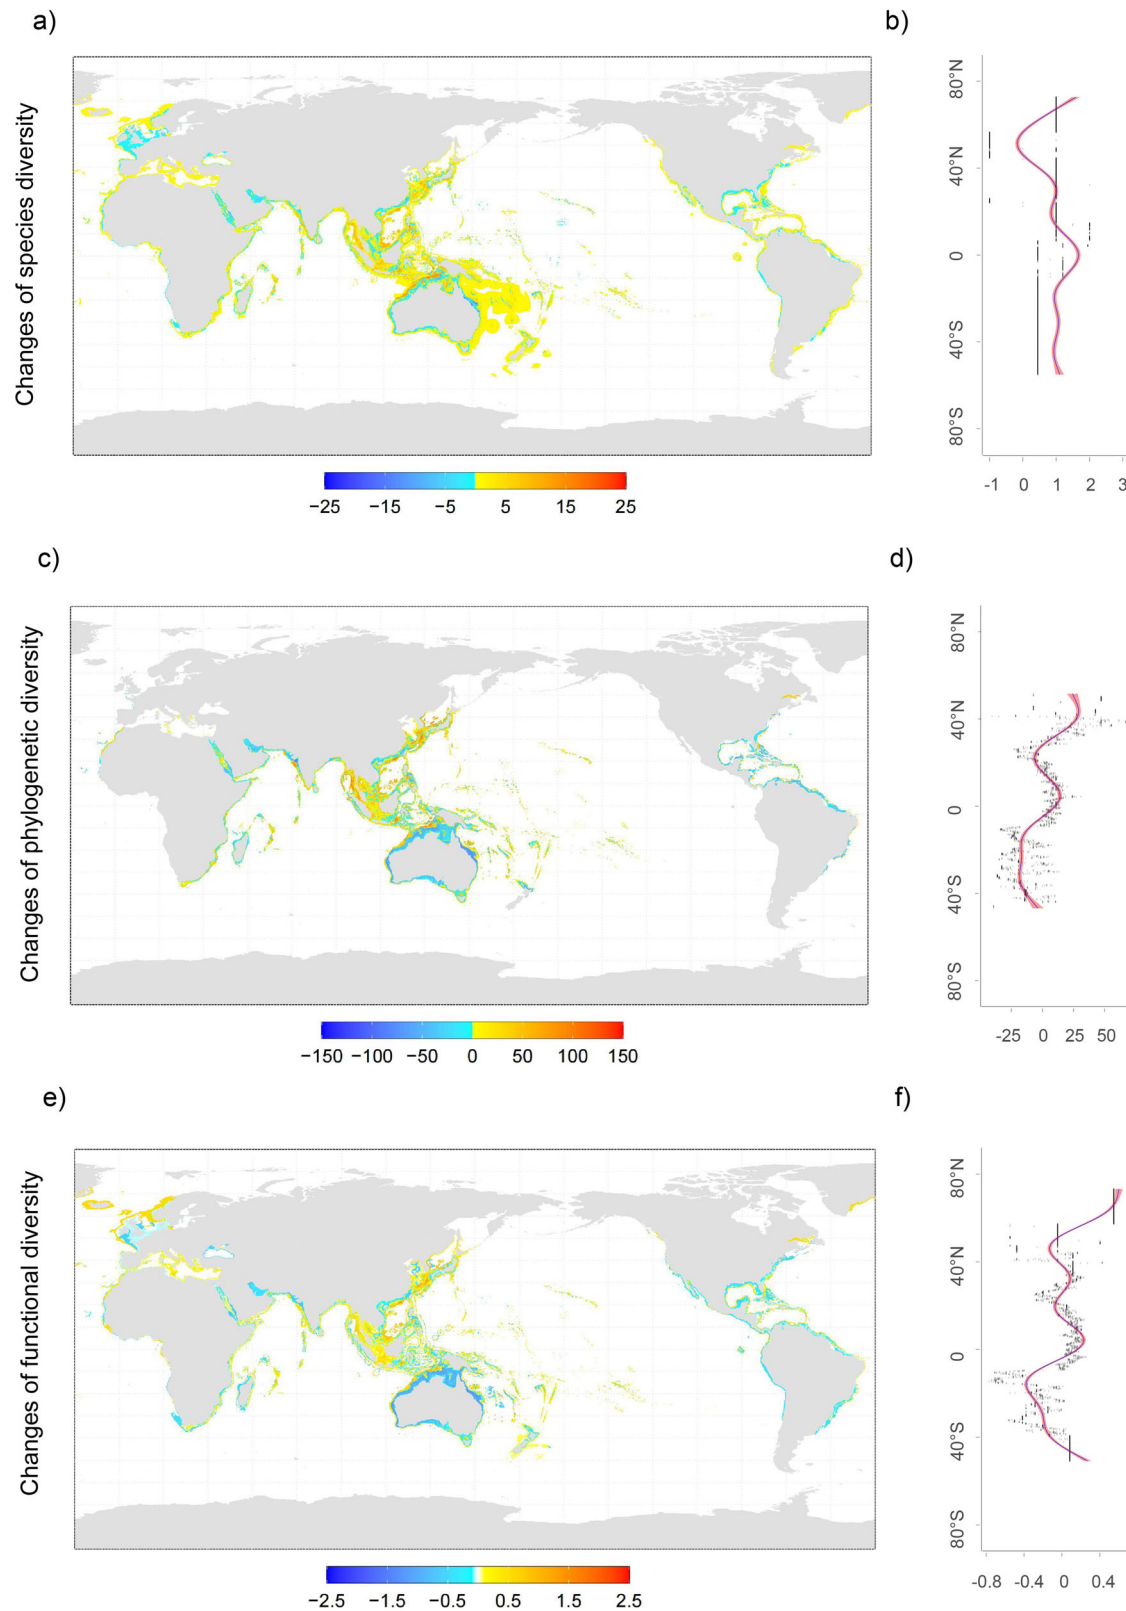 a)
b)
Changes of species diversity
80°N
40°N
0
40°S
80°S
−25 −15 −5 5 15 25
-1 0 1 2 3
c)
d)
Changes of phylogenetic diversity
80°N
40°N
0
40°S
80°S
−150 −100 −50 0 50 100 150
-25 0 25 50
e)
f)
Changes of functional diversity
80°N
40°N
0
40°S
80°S
−2.5 −1.5 −0.5 0.5 1.5 2.5
-0.8 -0.4 0 0.4